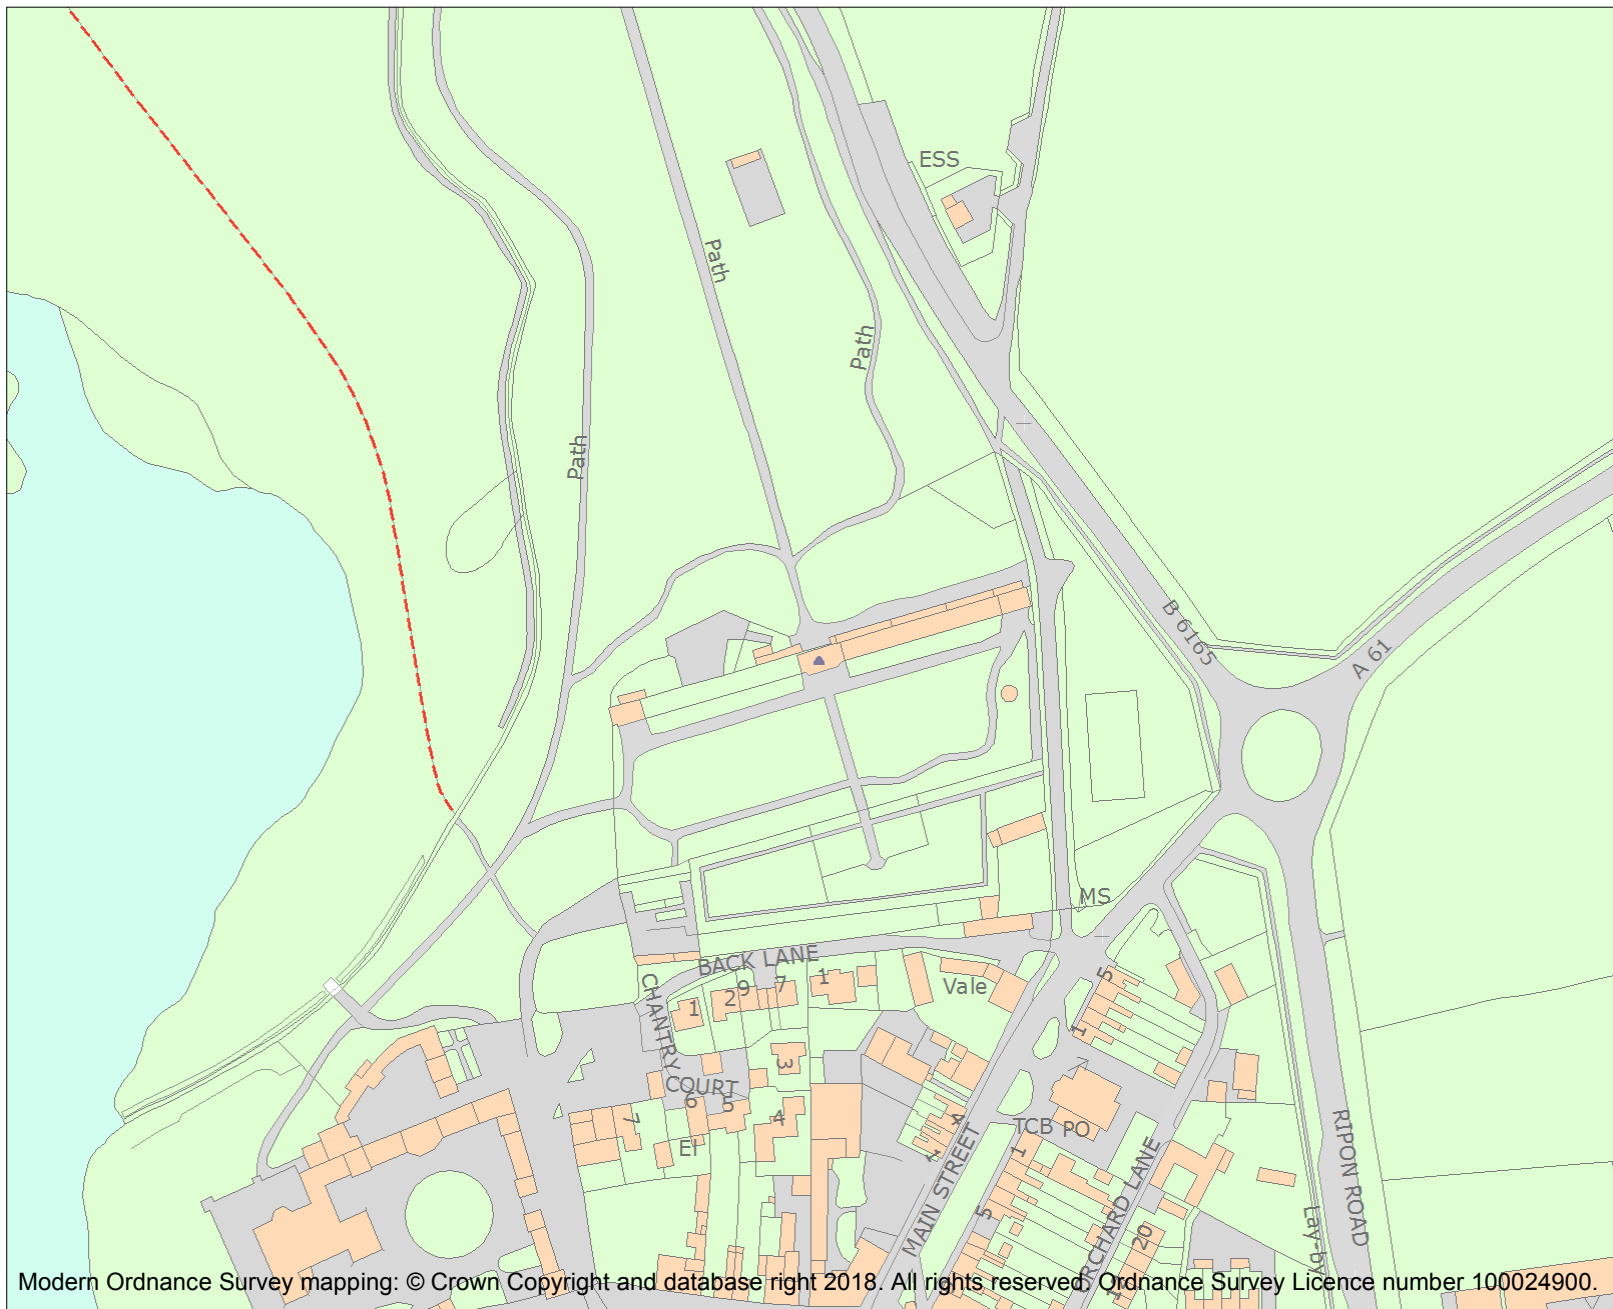 ESS
Path
Path
Path
B 6165
A 61
MS
BACK LANE
CHANTRY
COURT
1
2
9
7
1
Vale
5
1
3
6
5
4
7
El
4
1
TCB PO
1
5
MAIN STREET
ORCHARD LANE
20
RIPON ROAD
Lay-by
Modern Ordnance Survey mapping: © Crown Copyright and database right 2018. All rights reserved. Ordnance Survey Licence number 100024900.